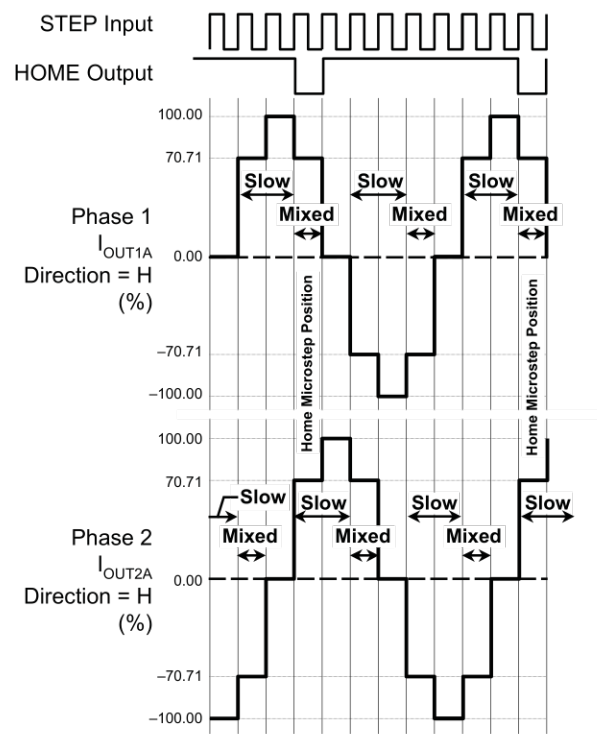 STEP Input
HOME Output
100.00
70.71
Slow Slow Slow
Mixed Mixed Mixed
Phase 1
IOUT1A
Direction = H
(%)
0.00
–70.71
–100.00
Home Microstep Position
Home Microstep Position
100.00
70.71
Slow Slow Slow Slow
Mixed Mixed Mixed
Phase 2
IOUT2A
Direction = H
(%)
0.00
–70.71
–100.00